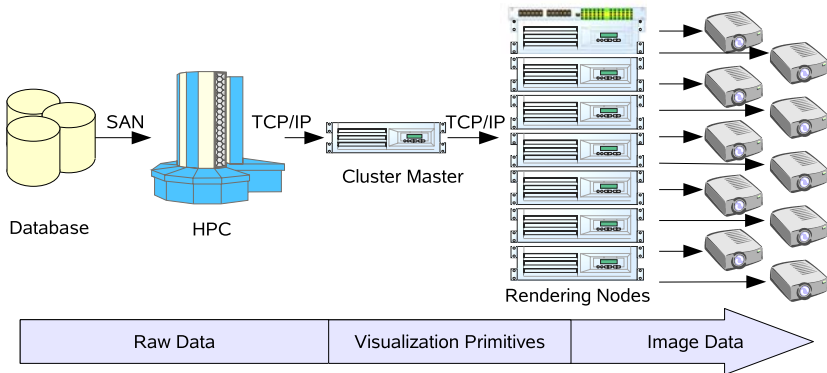 SAN
TCP/IP
TCP/IP
Database
HPC
Cluster Master
Rendering Nodes
Raw Data
Visualization Primitives
Image Data